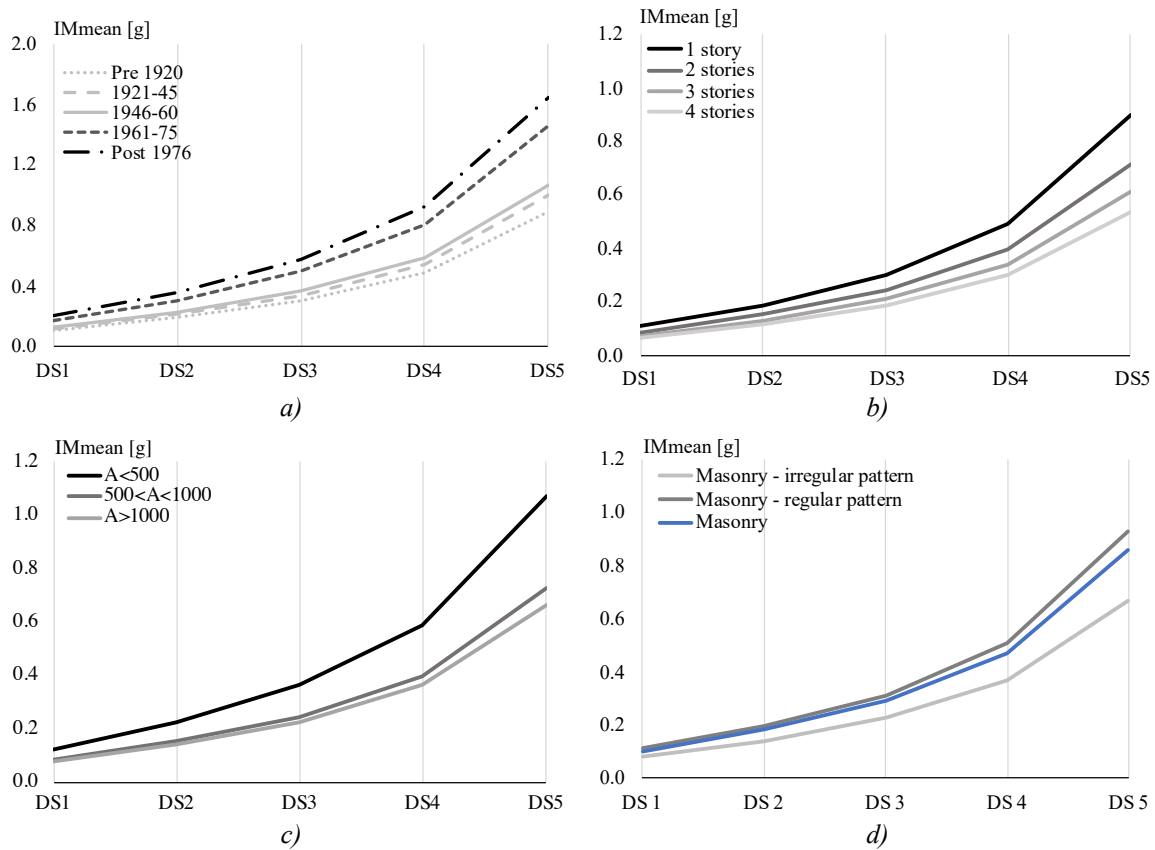 IMmean [g]
2.0
1.6
1.2
0.8
0.4
0.0
Pre 1920
1921-45
1946-60
1961-75
Post 1976
DS1 DS2 DS3 DS4 DS5
a)
IMmean [g]
1.2
1.0
0.8
0.6
0.4
0.2
0.0
1 story
2 stories
3 stories
4 stories
DS1 DS2 DS3 DS4 DS5
b)
IMmean [g]
1.2
1.0
0.8
0.6
0.4
0.2
0.0
A<500
500<A<1000
A>1000
DS1 DS2 DS3 DS4 DS5
c)
IMmean [g]
1.2
1.0
0.8
0.6
0.4
0.2
0.0
Masonry - irregular pattern
Masonry - regular pattern
Masonry
DS 1 DS 2 DS 3 DS 4 DS 5
d)